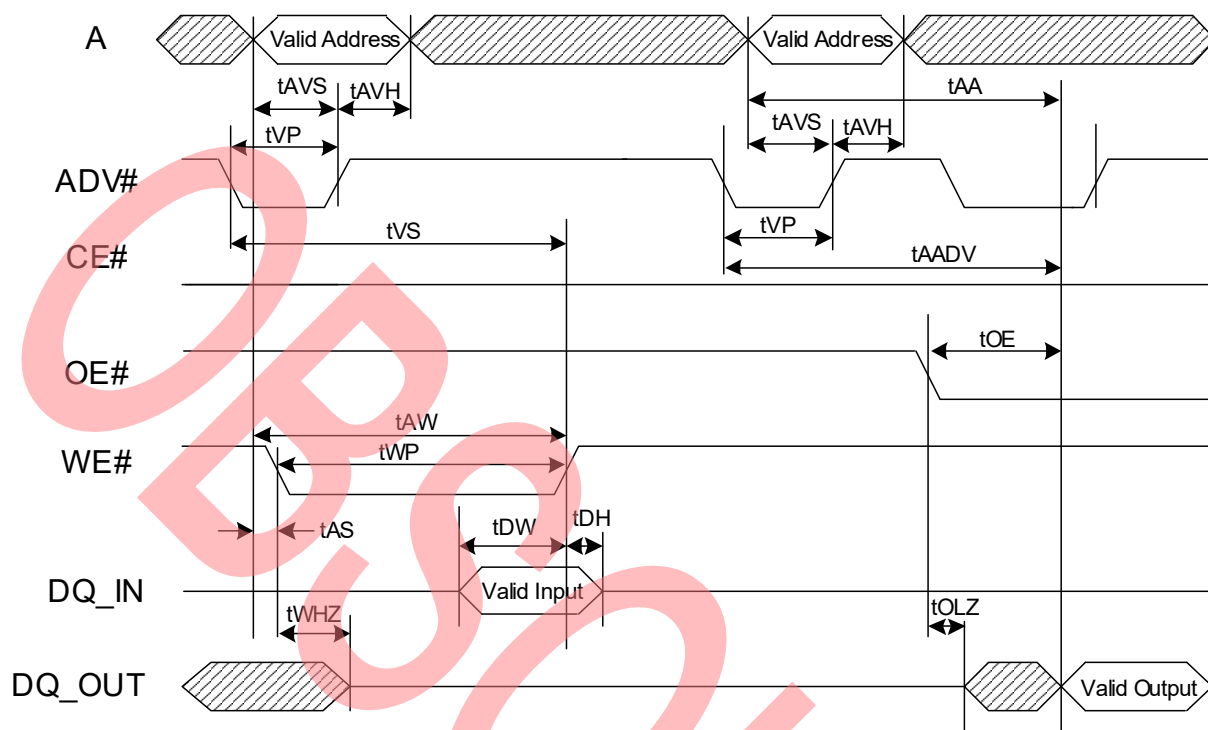 A
Valid Address
Valid Address
tAA
tAVS
tAVH
tAVS
tAVH
tVP
ADV#
tVP
tVS
CE#
tAADV
tOE
OE#
tAW
WE#
tWP
tAS
tDW
tDH
DQ_IN
Valid Input
tWHZ
tOLZ
DQ_OUT
Valid Output